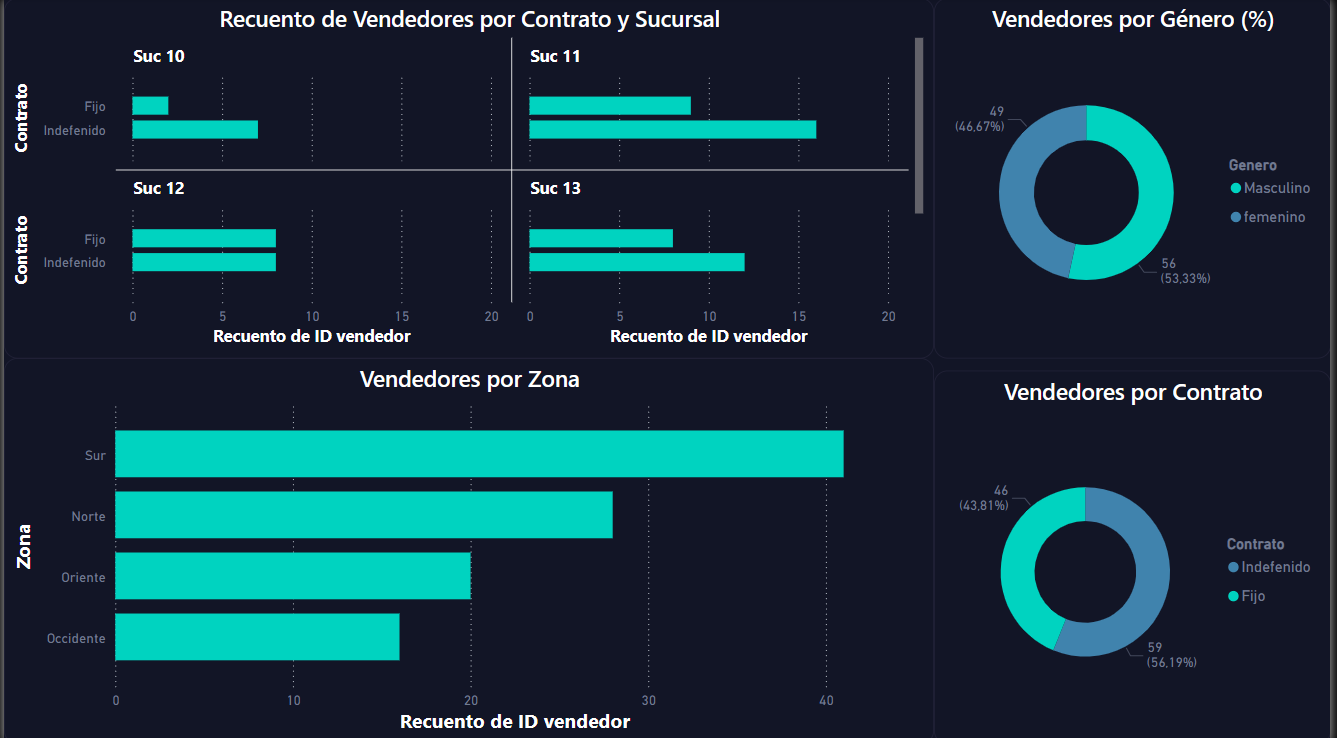 Recuento de Vendedores por Contrato y Sucursal
Suc 10
Suc 11
Contrato
Fijo
Indefenido
Suc 12
Suc 13
Contrato
Fijo
Indefenido
0 5 10 15 20 0 5 10 15 20
Recuento de ID vendedor Recuento de ID vendedor
Vendedores por Género (%)
49
(46,67%)
56
(53,33%)
Genero
Masculino
femenino
Vendedores por Zona
Zona
Sur
Norte
Oriente
Occidente
0 10 20 30 40
Recuento de ID vendedor
Vendedores por Contrato
46
(43,81%)
59
(56,19%)
Contrato
Indefenido
Fijo